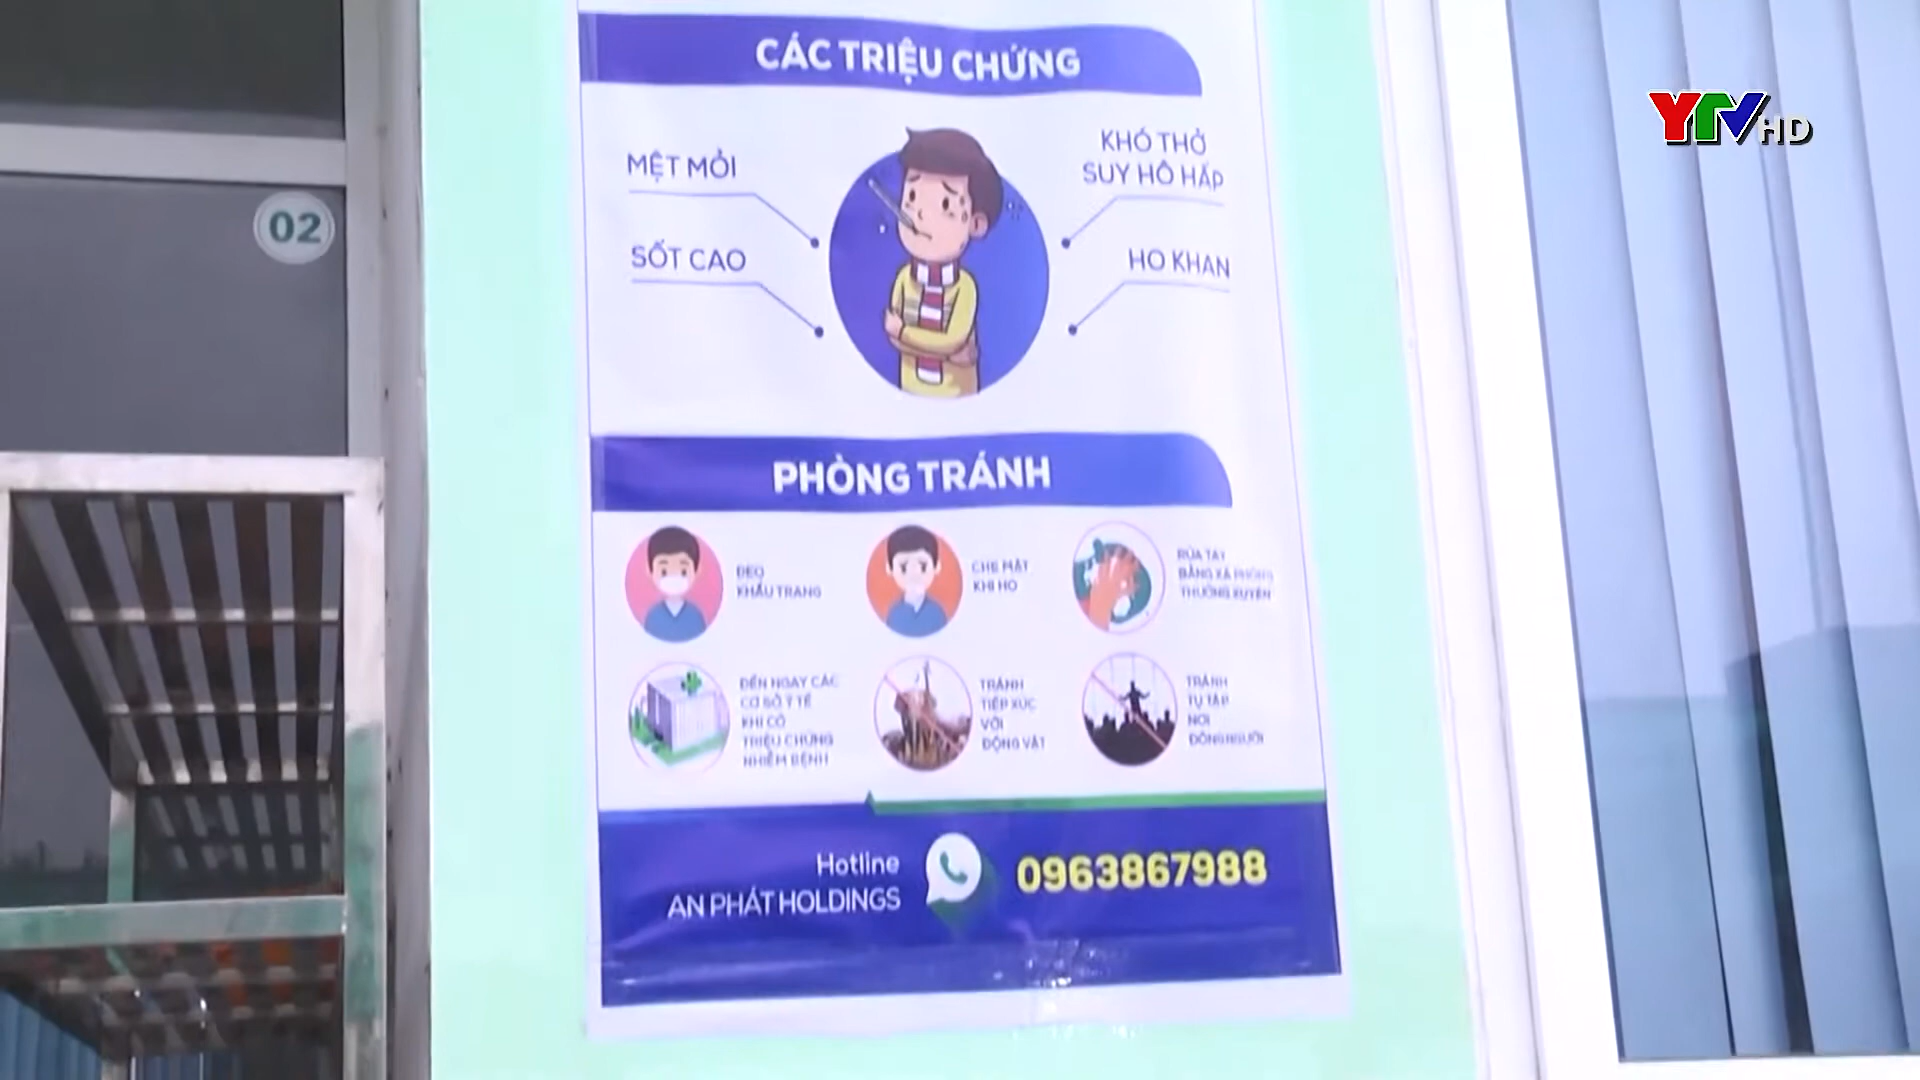 CÁC TRIỆU CHỨNG
MỆT MỎI
KHÓ THỞ
SUY HÔ HẤP
SỐT CAO
HO KHAN
PHÒNG TRÁNH
ĐEO
KHẨU TRANG
CHE MẶT
KHI HO
RỬA TAY
BẰNG XÀ PHÒNG
THƯỜNG XUYÊN
ĐẾN NGAY CÁC
CƠ SỞ Y TẾ
KHI CÓ
TRIỆU CHỨNG
NHIỄM BỆNH
TRÁNH
TIẾP XÚC
VỚI
ĐỘNG VẬT
TRÁNH
TỤ TẬP
NƠI
ĐÔNG NGƯỜI
Hotline
AN PHÁT HOLDINGS
0963867988
02
YTV HD